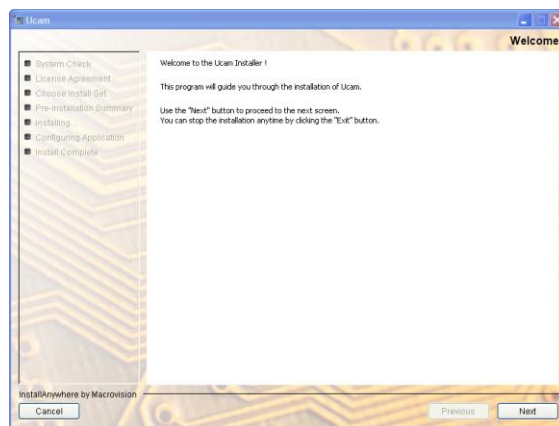 Ucam
Welcome
System Check
License Agreement
Choose Install Set
Pre-Installation Summary
Installing...
Configuring Application
Install Complete
Welcome to the Ucam Installer !
This program will guide you through the installation of Ucam.
Use the "Next" button to proceed to the next screen.
You can stop the installation anytime by clicking the "Exit" button.
InstallAnywhere by Macrovision
Cancel
Previous
Next